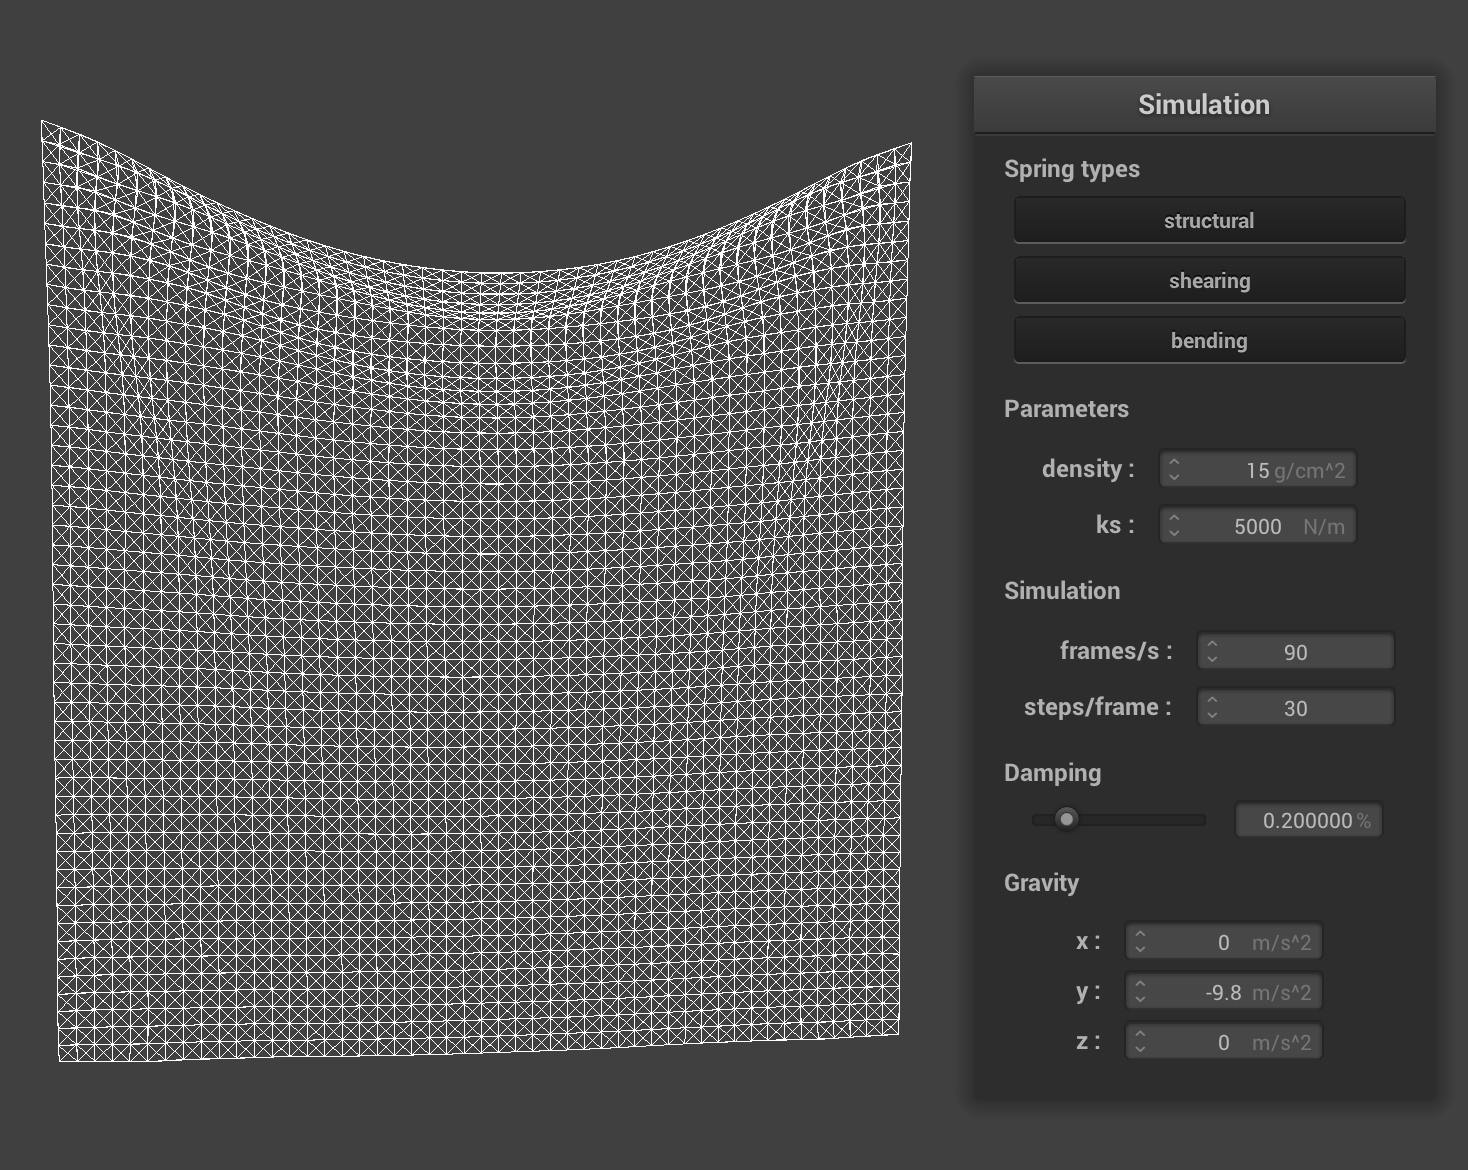 Simulation
Spring types
structural
shearing
bending
Parameters
density : 15 g/cm^2
ks : 5000 N/m
Simulation
frames/s : 90
steps/frame : 30
Damping
0.200000 %
Gravity
x : 0 m/s^2
y : -9.8 m/s^2
z : 0 m/s^2